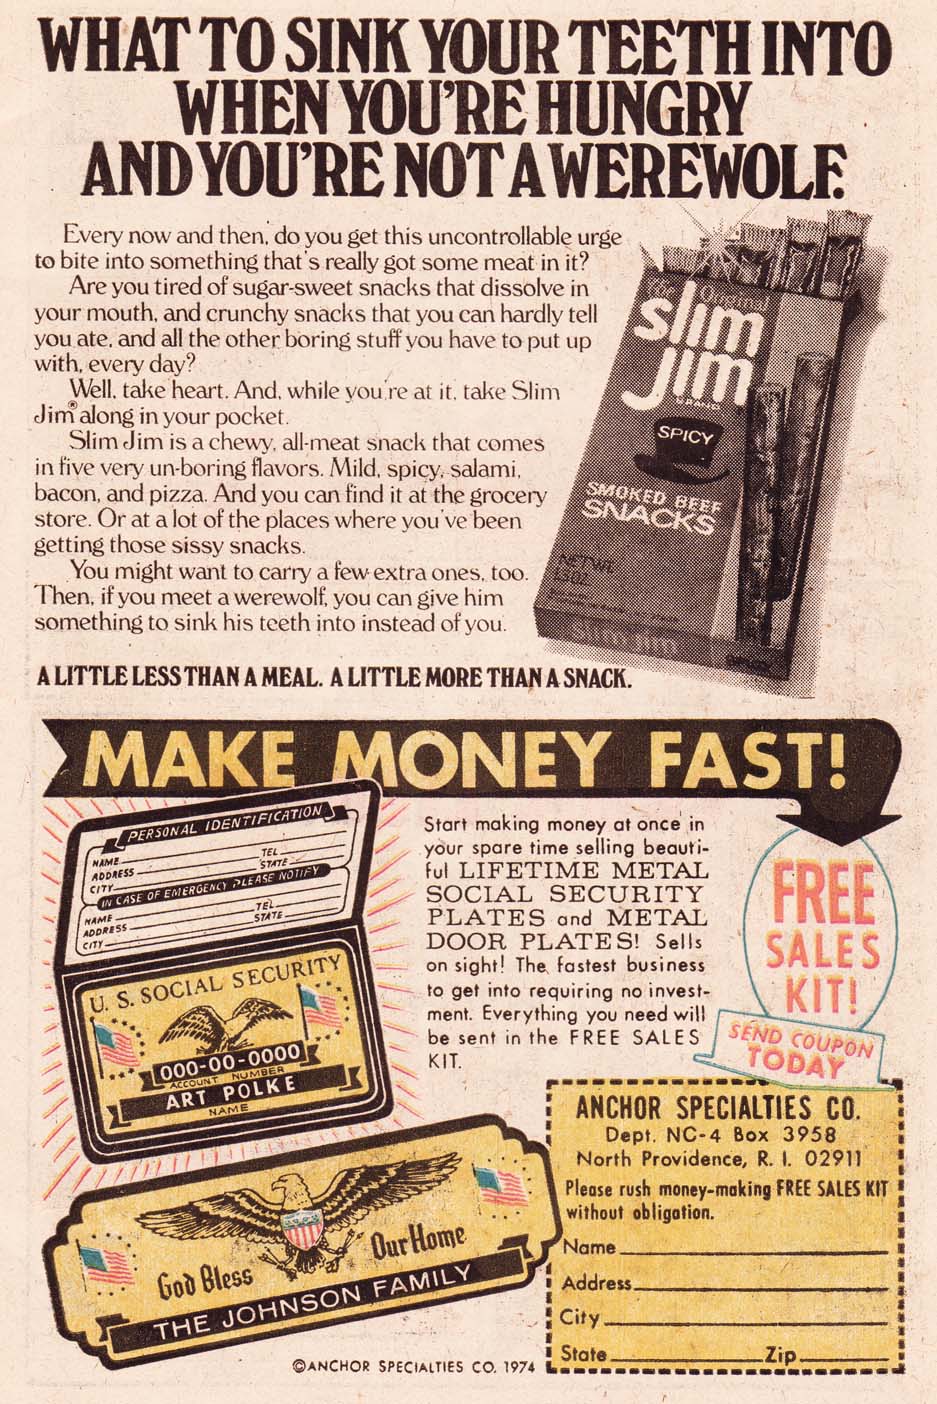 WHAT TO SINK YOUR TEETH INTO
WHEN YOU'RE HUNGRY
AND YOU'RE NOT A WEREWOLF.
Every now and then, do you get this uncontrollable urge
to bite into something that's really got some meat in it?
Are you tired of sugar-sweet snacks that dissolve in
your mouth, and crunchy snacks that you can hardly tell
you ate, and all the other boring stuff you have to put up
with, every day?
Well, take heart. And, while you're at it, take Slim
Jim® along in your pocket.
Slim Jim is a chewy, all-meat snack that comes
in five very un-boring flavors. Mild, spicy, salami,
bacon, and pizza. And you can find it at the grocery
store. Or at a lot of the places where you've been
getting those sissy snacks.
You might want to carry a few extra ones, too.
Then, if you meet a werewolf, you can give him
something to sink his teeth into instead of you.
slim
jim
BRAND
SPICY
SMOKED BEEF
SNACKS
NET WT.
slim jim
A LITTLE LESS THAN A MEAL. A LITTLE MORE THAN A SNACK.
MAKE MONEY FAST!
PERSONAL IDENTIFICATION
NAME
ADDRESS TEL.
CITY STATE
IN CASE OF EMERGENCY PLEASE NOTIFY
NAME
ADDRESS TEL.
CITY STATE
U. S. SOCIAL SECURITY
000-00-0000
ACCOUNT NUMBER
ART POLKE
NAME
Start making money at once in
your spare time selling beauti-
ful LIFETIME METAL
SOCIAL SECURITY
PLATES and METAL
DOOR PLATES! Sells
on sight! The fastest business
to get into requiring no invest-
ment. Everything you need will
be sent in the FREE SALES
KIT.
FREE
SALES
KIT!
SEND COUPON
TODAY
God Bless Our Home
THE JOHNSON FAMILY
©ANCHOR SPECIALTIES CO. 1974
ANCHOR SPECIALTIES CO.
Dept. NC-4 Box 3958
North Providence, R. I. 02911
Please rush money-making FREE SALES KIT
without obligation.
Name
Address
City
State Zip